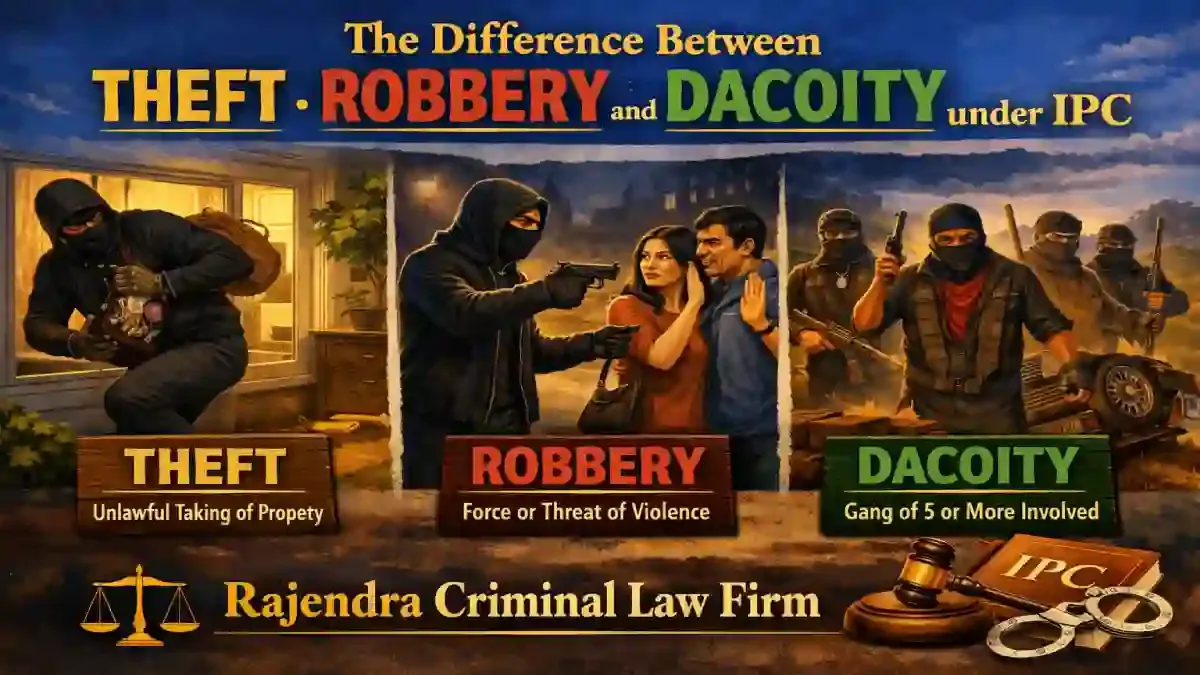 The Difference Between
THEFT · ROBBERY and DACOITY under IPC
THEFT
Unlawful Taking of Propety
ROBBERY
Force or Threat of Violence
DACOITY
Gang of 5 or More Involved
IPC
Rajendra Criminal Law Firm